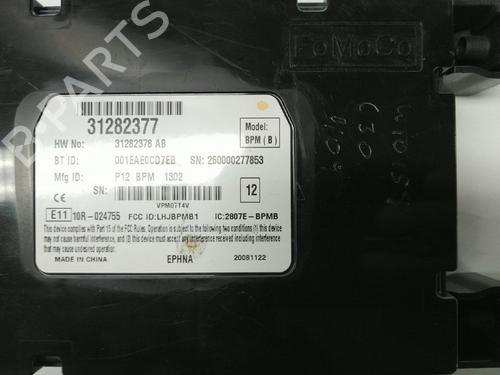 FoMoCo
31282377
Model:
BPM ( B )
HW No: 31282378 AB
BT ID: 001EAE0CD7EB SN: 260000277853
Mfg ID: P12 BPM 1302
12
VPM07T4V
CE E11 10R-024755 FCC ID:LHJBPMB1 IC:2807E-BPMB
This device complies with Part 15 of the FCC Rules. Operation is subject to the following two conditions (1) this device
may not cause harmful interference, and (2) this device must accept any interference received, including interference
that may cause undesired operation.
MADE IN CHINA EPHNA 20081122
C30
B-PARTS